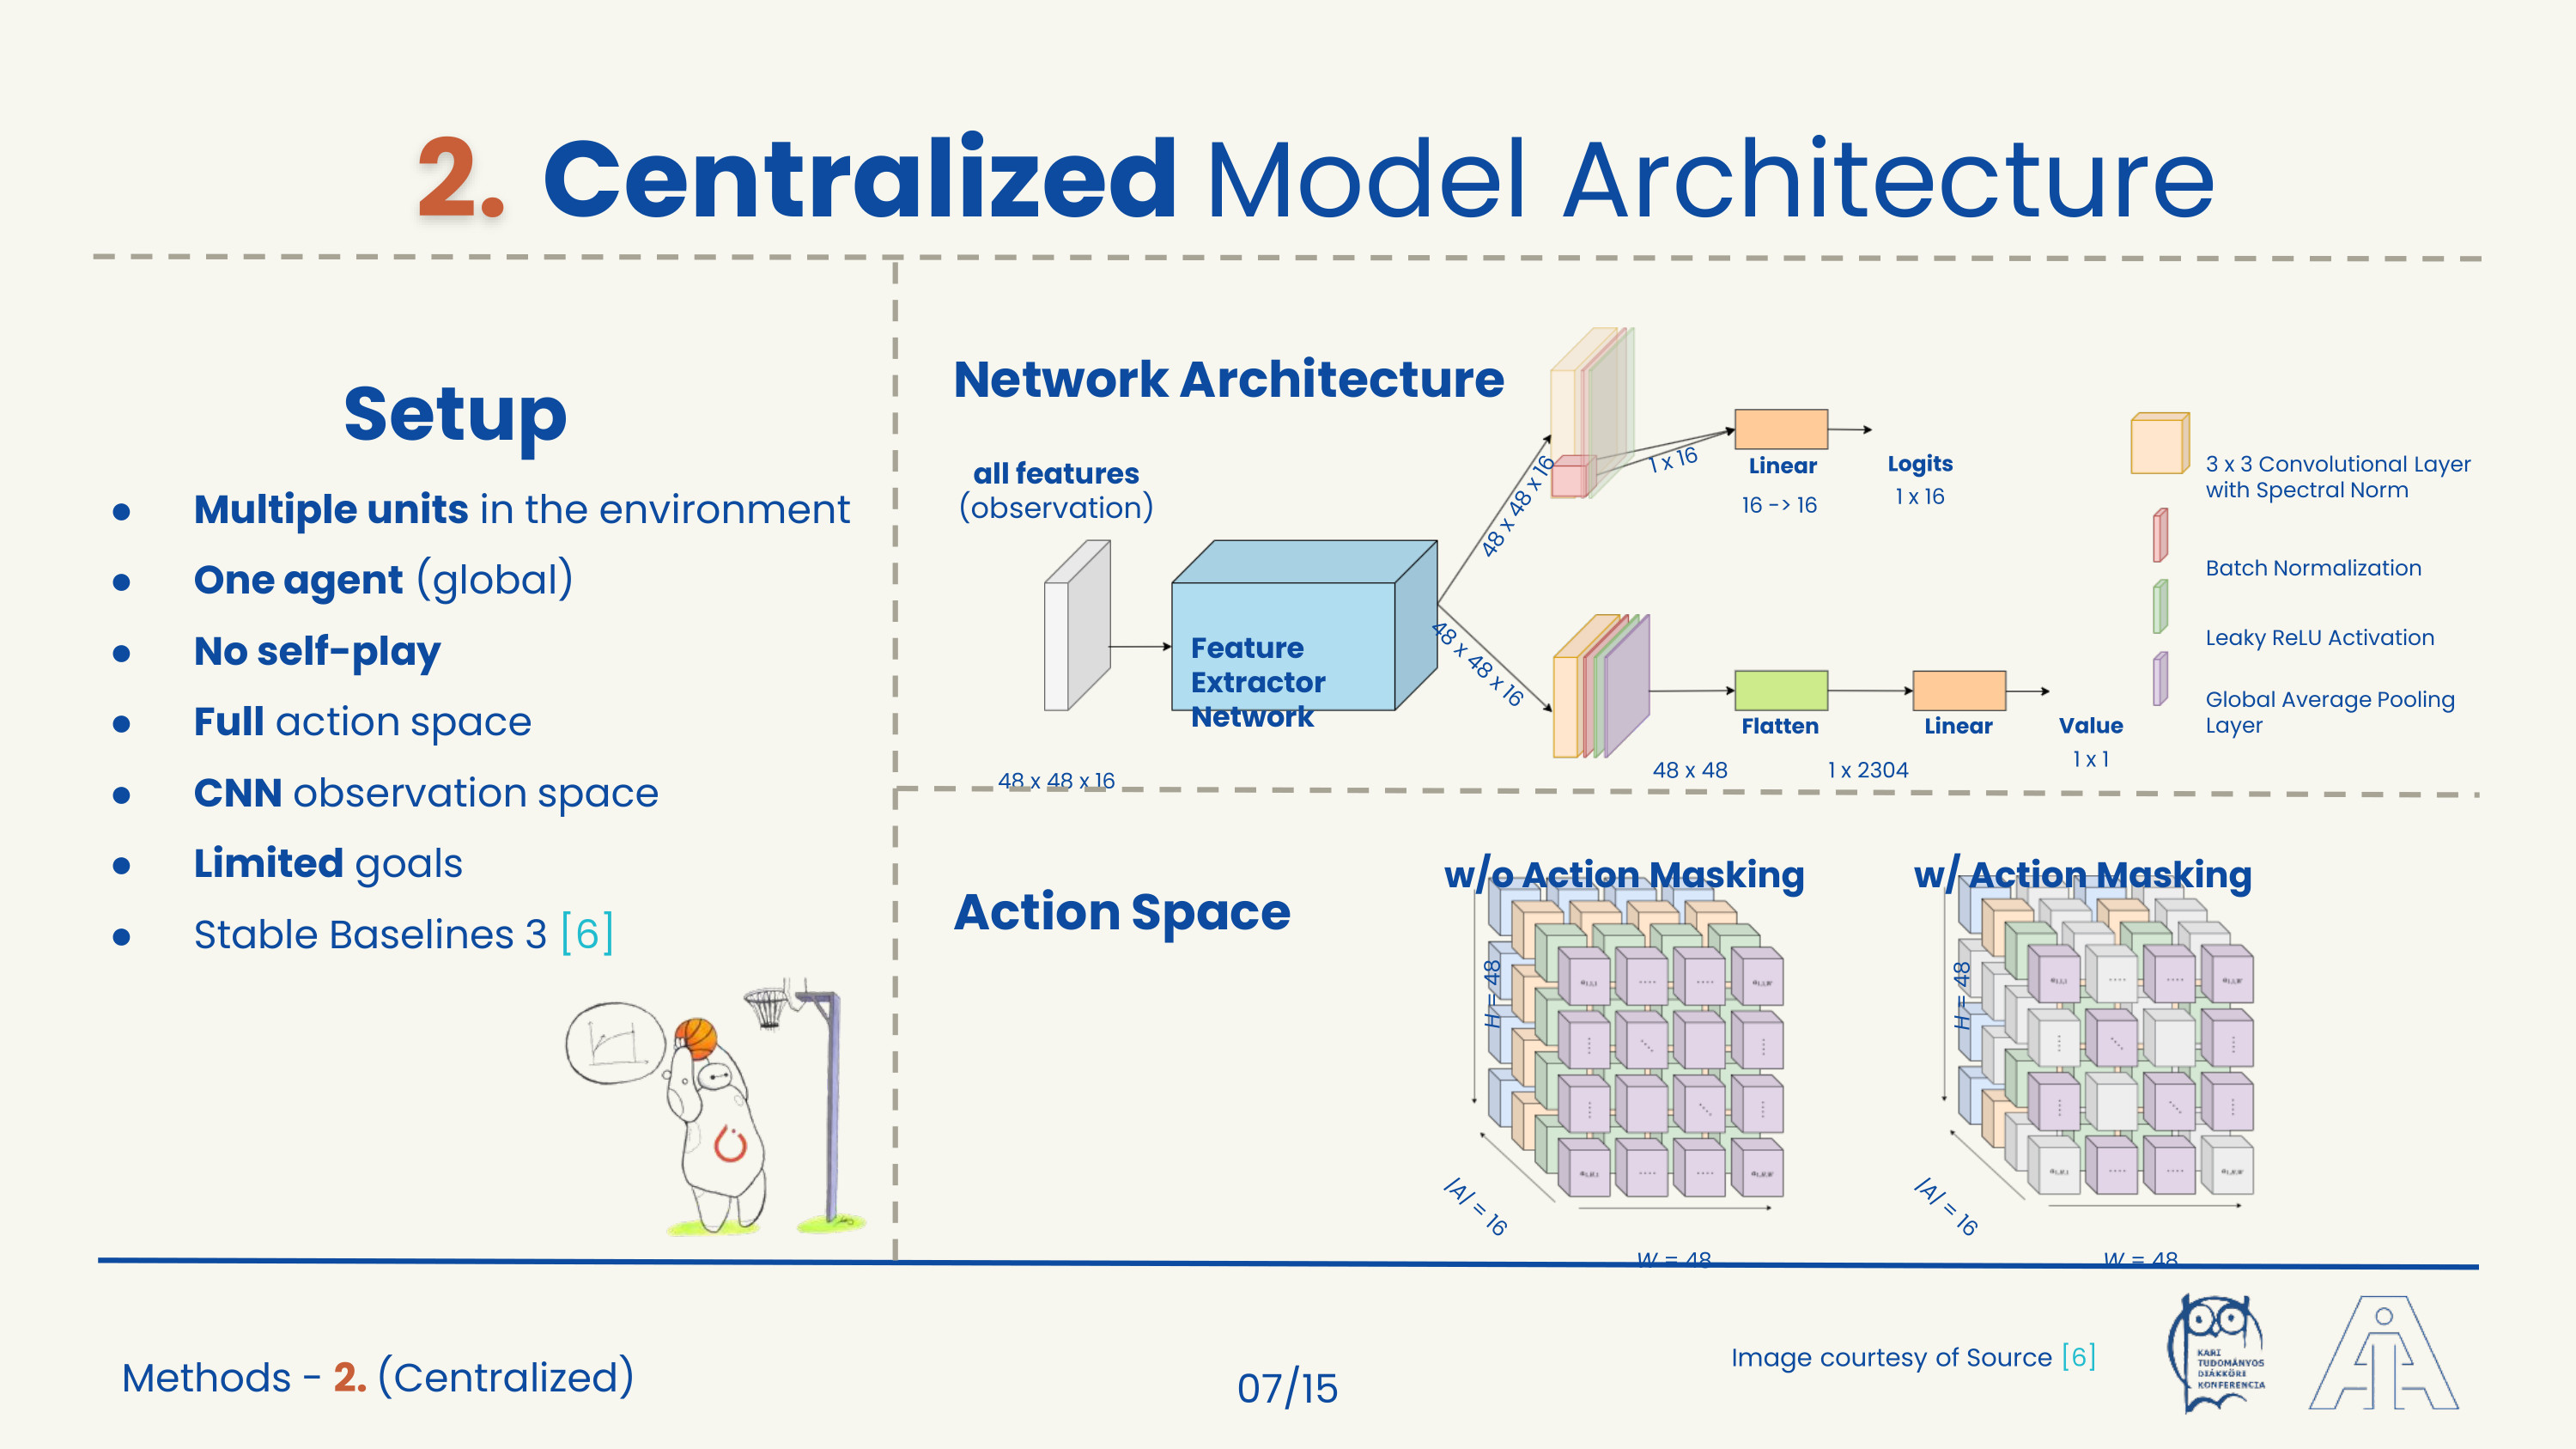 2. Centralized Model Architecture
Setup
● Multiple units in the environment
● One agent (global)
● No self-play
● Full action space
● CNN observation space
● Limited goals
● Stable Baselines 3 [6]
Network Architecture
all features
(observation)
48 x 48 x 16
Feature
Extractor
Network
48 x 48 x 16
48 x 48 x 16
1 x 16
Linear
16 -> 16
Logits
1 x 16
48 x 48
Flatten
1 x 2304
Linear
Value
1 x 1
3 x 3 Convolutional Layer
with Spectral Norm
Batch Normalization
Leaky ReLU Activation
Global Average Pooling
Layer
Action Space
w/o Action Masking
H = 48
|A| = 16
W = 48
w/ Action Masking
H = 48
|A| = 16
W = 48
Methods - 2. (Centralized)
07/15
Image courtesy of Source [6]
KARI
TUDOMÁNYOS
DIÁKKÖRI
KONFERENCIA